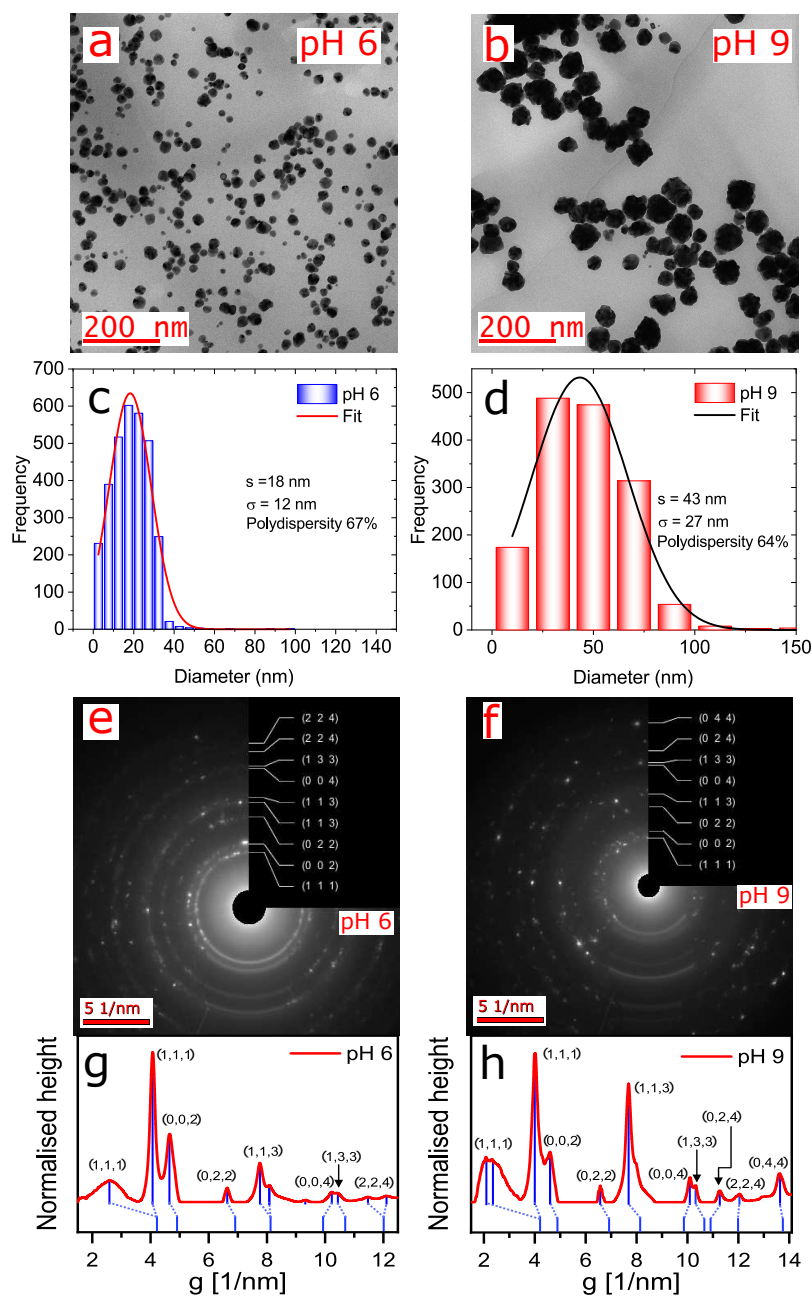 a
pH 6
200 nm
b
pH 9
200 nm
c
pH 6
Fit
s =18 nm
σ = 12 nm
Polydispersity 67%
Frequency
700
600
500
400
300
200
100
0
0 20 40 60 80 100 120 140
Diameter (nm)
d
pH 9
Fit
s = 43 nm
σ = 27 nm
Polydispersity 64%
Frequency
500
400
300
200
100
0
0 50 100 150
Diameter (nm)
e
(2 2 4)
(2 2 4)
(1 3 3)
(0 0 4)
(1 1 3)
(1 1 3)
(0 2 2)
(0 0 2)
(1 1 1)
pH 6
5 1/nm
f
(0 4 4)
(0 2 4)
(1 3 3)
(0 0 4)
(1 1 3)
(0 2 2)
(0 0 2)
(1 1 1)
pH 9
5 1/nm
g
pH 6
Normalised height
(1,1,1)
(1,1,1)
(0,0,2)
(0,2,2)
(1,1,3)
(0,0,4)
(1,3,3)
(2,2,4)
2 4 6 8 10 12
g [1/nm]
h
pH 9
Normalised height
(1,1,1)
(1,1,1)
(0,0,2)
(0,2,2)
(1,1,3)
(0,0,4)
(1,3,3)
(0,2,4)
(2,2,4)
(0,4,4)
2 4 6 8 10 12 14
g [1/nm]